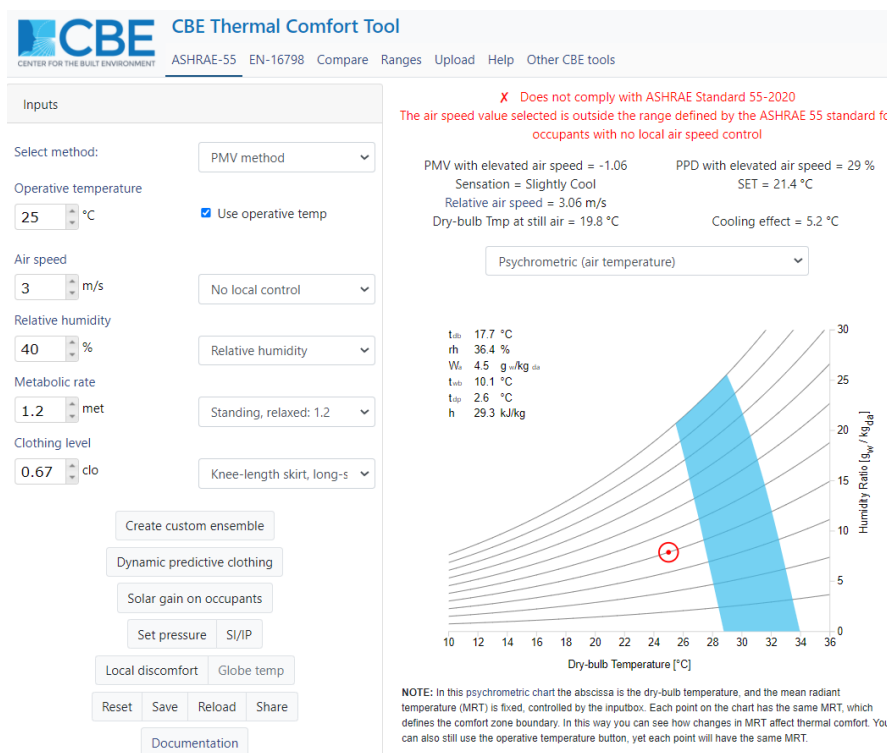 CBE
CENTER FOR THE BUILT ENVIRONMENT
CBE Thermal Comfort Tool
ASHRAE-55 EN-16798 Compare Ranges Upload Help Other CBE tools
Inputs
Select method:
PMV method
Operative temperature
25 °C
Use operative temp
Air speed
3 m/s
No local control
Relative humidity
40 %
Relative humidity
Metabolic rate
1.2 met
Standing, relaxed: 1.2
Clothing level
0.67 clo
Knee-length skirt, long-s
Create custom ensemble
Dynamic predictive clothing
Solar gain on occupants
Set pressure SI/IP
Local discomfort Globe temp
Reset Save Reload Share
Documentation
✗ Does not comply with ASHRAE Standard 55-2020
The air speed value selected is outside the range defined by the ASHRAE 55 standard fo
occupants with no local air speed control
PMV with elevated air speed = -1.06 PPD with elevated air speed = 29 %
Sensation = Slightly Cool SET = 21.4 °C
Relative air speed = 3.06 m/s
Dry-bulb Tmp at still air = 19.8 °C Cooling effect = 5.2 °C
Psychrometric (air temperature)
tdb 17.7 °C
rh 36.4 %
Wa 4.5 g w/kg da
twb 10.1 °C
tdp 2.6 °C
h 29.3 kJ/kg
30
25
20
15
10
5
0
Humidity Ratio [gw / kgda]
10 12 14 16 18 20 22 24 26 28 30 32 34 36
Dry-bulb Temperature [°C]
NOTE: In this psychrometric chart the abscissa is the dry-bulb temperature, and the mean radiant
temperature (MRT) is fixed, controlled by the inputbox. Each point on the chart has the same MRT, which
defines the comfort zone boundary. In this way you can see how changes in MRT affect thermal comfort. You
can also still use the operative temperature button, yet each point will have the same MRT.